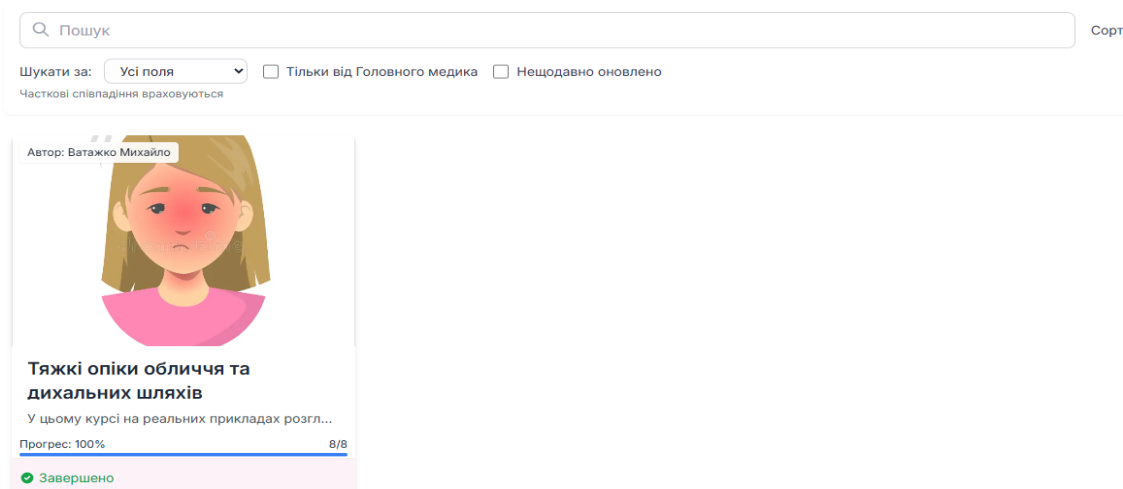 Пошук
Сорт
Шукати за: Усі поля Тільки від Головного медика Нещодавно оновлено
Часткові співпадіння враховуються
Автор: Ватажко Михайло
Тяжкі опіки обличчя та
дихальних шляхів
У цьому курсі на реальних прикладах розгл...
Прогрес: 100% 8/8
Завершено